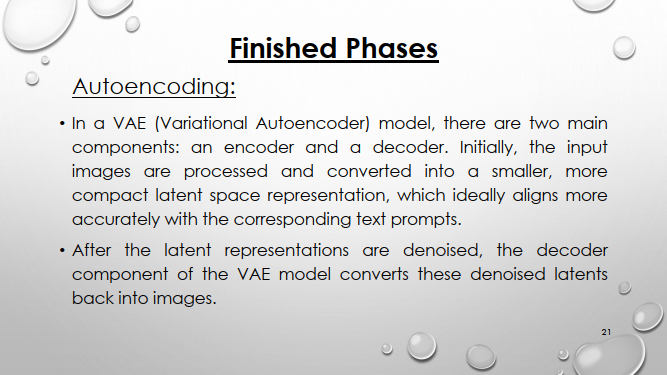 Finished Phases
Autoencoding:
• In a VAE (Variational Autoencoder) model, there are two main
components: an encoder and a decoder. Initially, the input
images are processed and converted into a smaller, more
compact latent space representation, which ideally aligns more
accurately with the corresponding text prompts.
• After the latent representations are denoised, the decoder
component of the VAE model converts these denoised latents
back into images.
21